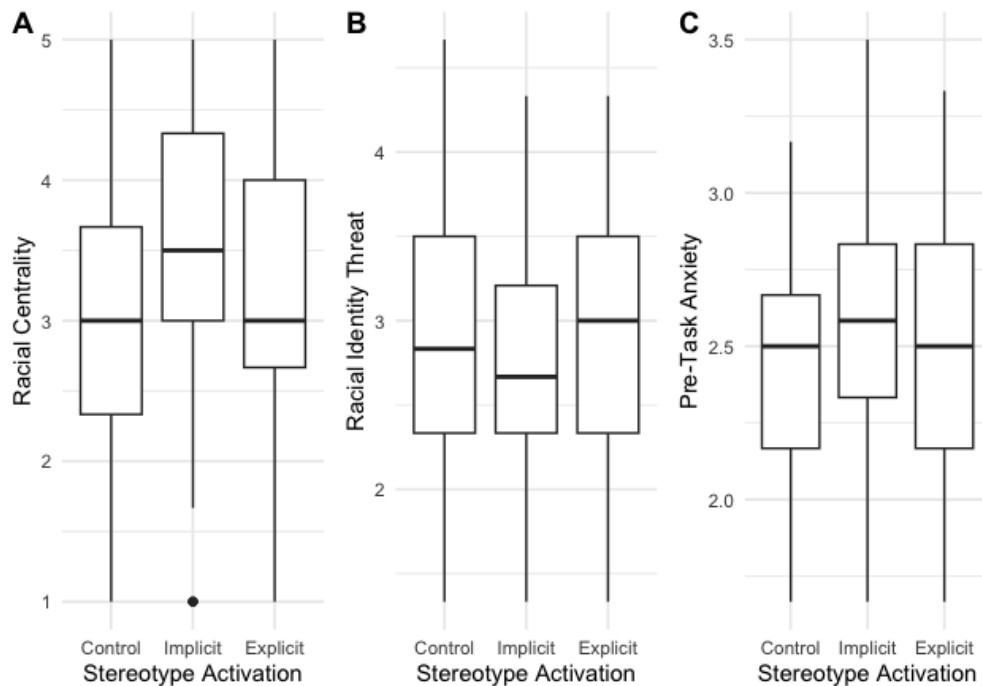 A
Racial Centrality
5
4
3
2
1
Control Implicit Explicit
Stereotype Activation
B
Racial Identity Threat
4
3
2
Control Implicit Explicit
Stereotype Activation
C
Pre-Task Anxiety
3.5
3.0
2.5
2.0
Control Implicit Explicit
Stereotype Activation